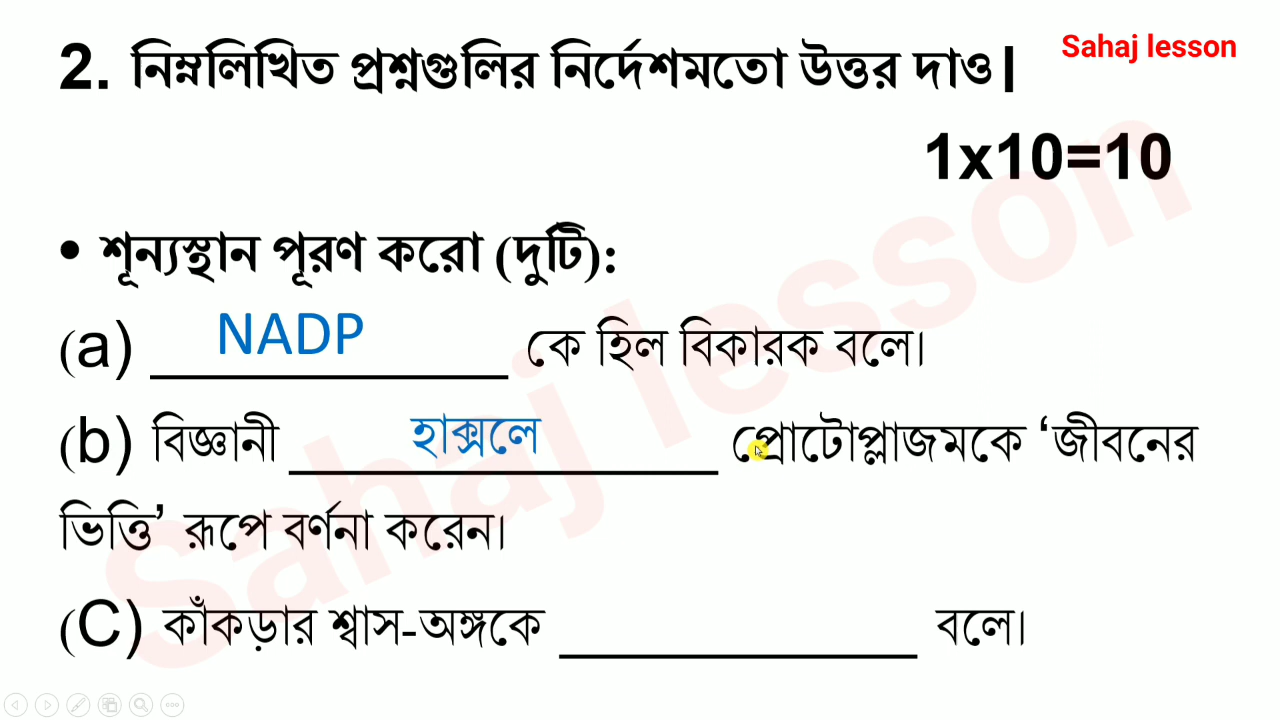 Sahaj lesson
2. নিম্নলিখিত প্রশ্নগুলির নির্দেশমতো উত্তর দাও|
1x10=10
• শূন্যস্থান পূরণ করো (দুটি):
(a) NADP কে হিল বিকারক বলে।
(b) বিজ্ঞানী হাক্সলে প্রোটোপ্লাজমকে ‘জীবনের
ভিত্তি’ রূপে বর্ণনা করেন।
(C) কাঁকড়ার শ্বাস-অঙ্গকে ____________ বলে।
Sahaj lesson